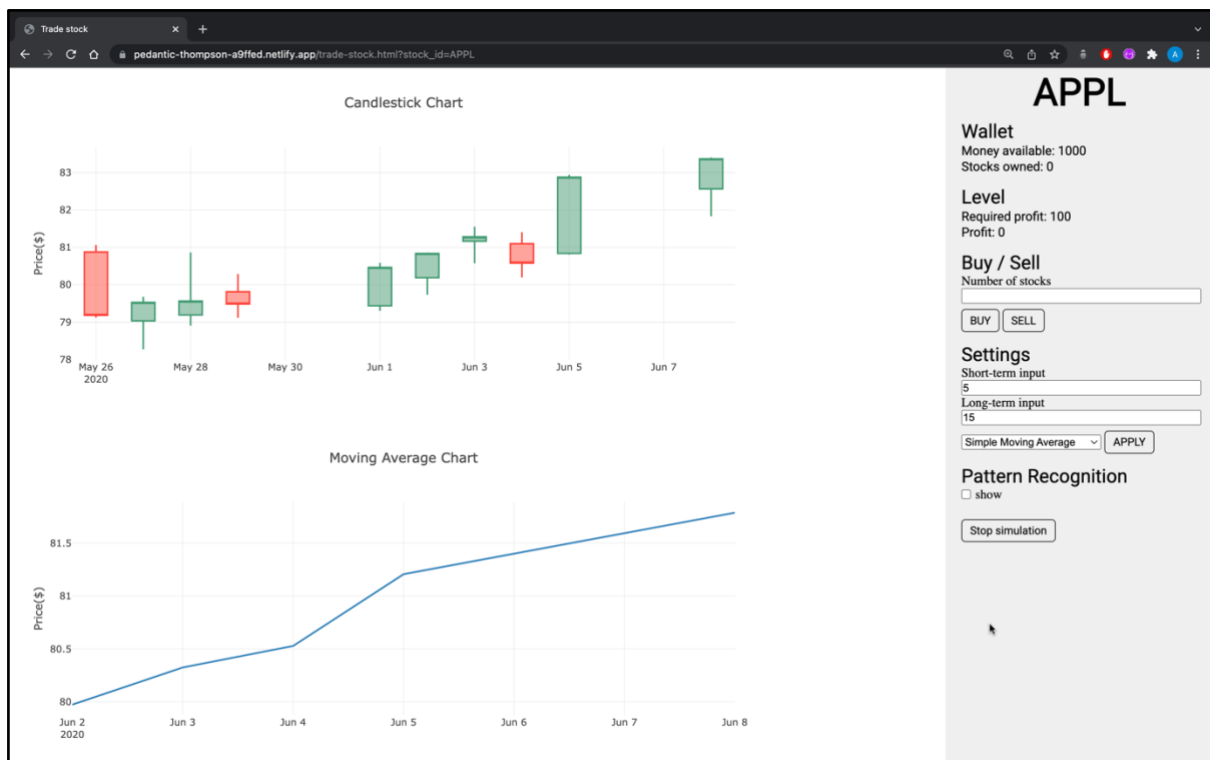 Trade stock
pedantic-thompson-a9ffed.netlify.app/trade-stock.html?stock_id=APPL
A
Candlestick Chart
Price($)
83
82
81
80
79
78
May 26
2020
May 28
May 30
Jun 1
Jun 3
Jun 5
Jun 7
Moving Average Chart
Price($)
81.5
81
80.5
80
Jun 2
2020
Jun 3
Jun 4
Jun 5
Jun 6
Jun 7
Jun 8
APPL
Wallet
Money available: 1000
Stocks owned: 0
Level
Required profit: 100
Profit: 0
Buy / Sell
Number of stocks
BUY SELL
Settings
Short-term input
5
Long-term input
15
Simple Moving Average APPLY
Pattern Recognition
show
Stop simulation